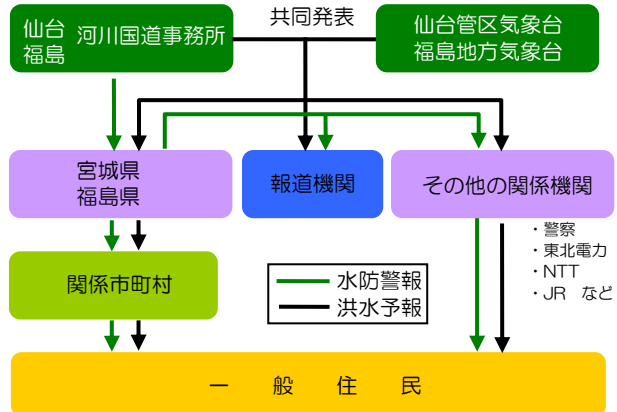 仙台
福島
河川国道事務所
共同発表
仙台管区気象台
福島地方気象台
宮城県
福島県
報道機関
その他の関係機関
・警察
・東北電力
・NTT
・JR など
関係市町村
水防警報
洪水予報
一 般 住 民